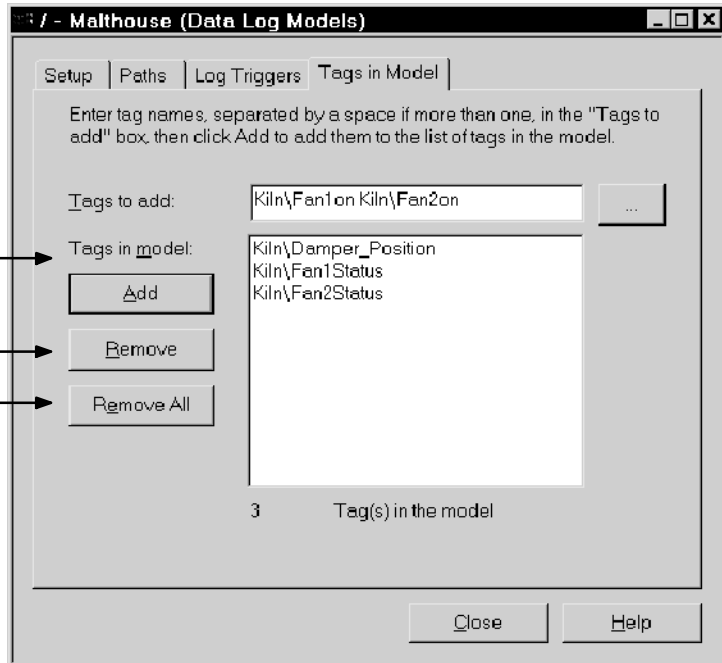 / - Malthouse (Data Log Models)
Setup Paths Log Triggers Tags in Model
Enter tag names, separated by a space if more than one, in the "Tags to
add" box, then click Add to add them to the list of tags in the model.
Tags to add: Kiln\Fan1on Kiln\Fan2on ...
Tags in model: Kiln\Damper_Position
Kiln\Fan1Status
Add Kiln\Fan2Status
Remove
Remove All
3 Tag(s) in the model
Close Help